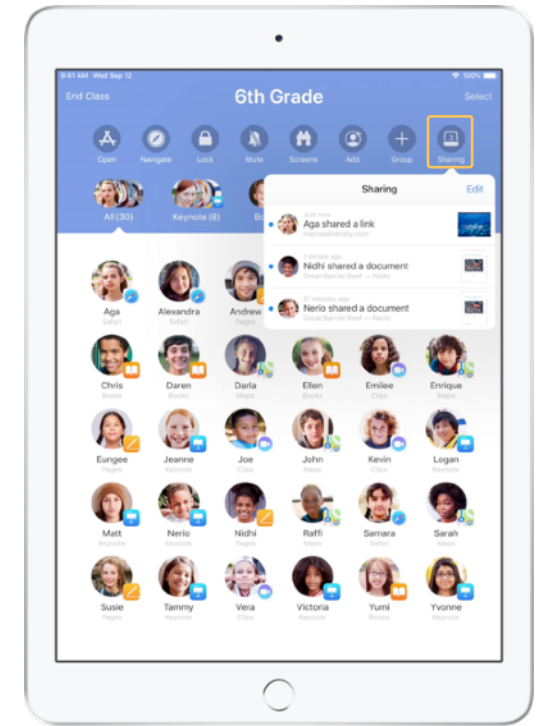 9:41 AM Wed Sep 12
100%
End Class
6th Grade
Select
Open
Navigate
Lock
Mute
Screens
Add
Group
Sharing
All (30)
Keynote (8)
Sharing
Edit
Just now
Aga shared a link
marinediversity.com
1 minute ago
Nidhi shared a document
Great Barrier Reef — Nidhi
57 minutes ago
Nerio shared a document
Great Barrier Reef — Nerio
Aga
Alexandra
Andrew
Safari
Safari
Pages
Chris
Daren
Darla
Ellen
Emilee
Enrique
Books
Books
Maps
Books
Clips
Maps
Eungee
Jeanne
Joe
John
Kevin
Logan
Pages
Keynote
Clips
Maps
Clips
Keynote
Matt
Nerio
Nidhi
Raffi
Samara
Sarah
Keynote
Keynote
Pages
Maps
Safari
Maps
Susie
Tammy
Vera
Victoria
Yumi
Yvonne
Pages
Keynote
Clips
Keynote
Books
Keynote